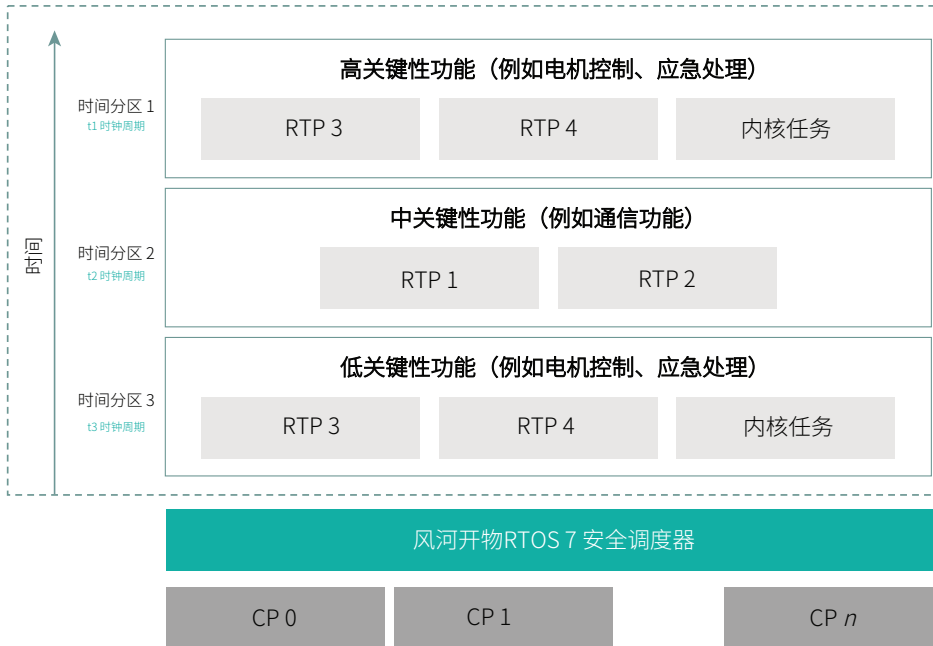 高关键性功能（例如电机控制、应急处理）
时间分区 1
t1 时钟周期
RTP 3
RTP 4
内核任务
中关键性功能（例如通信功能）
时间
时间分区 2
t2 时钟周期
RTP 1
RTP 2
低关键性功能（例如电机控制、应急处理）
时间分区 3
t3 时钟周期
RTP 3
RTP 4
内核任务
风河开物RTOS 7 安全调度器
CP 0
CP 1
CP n